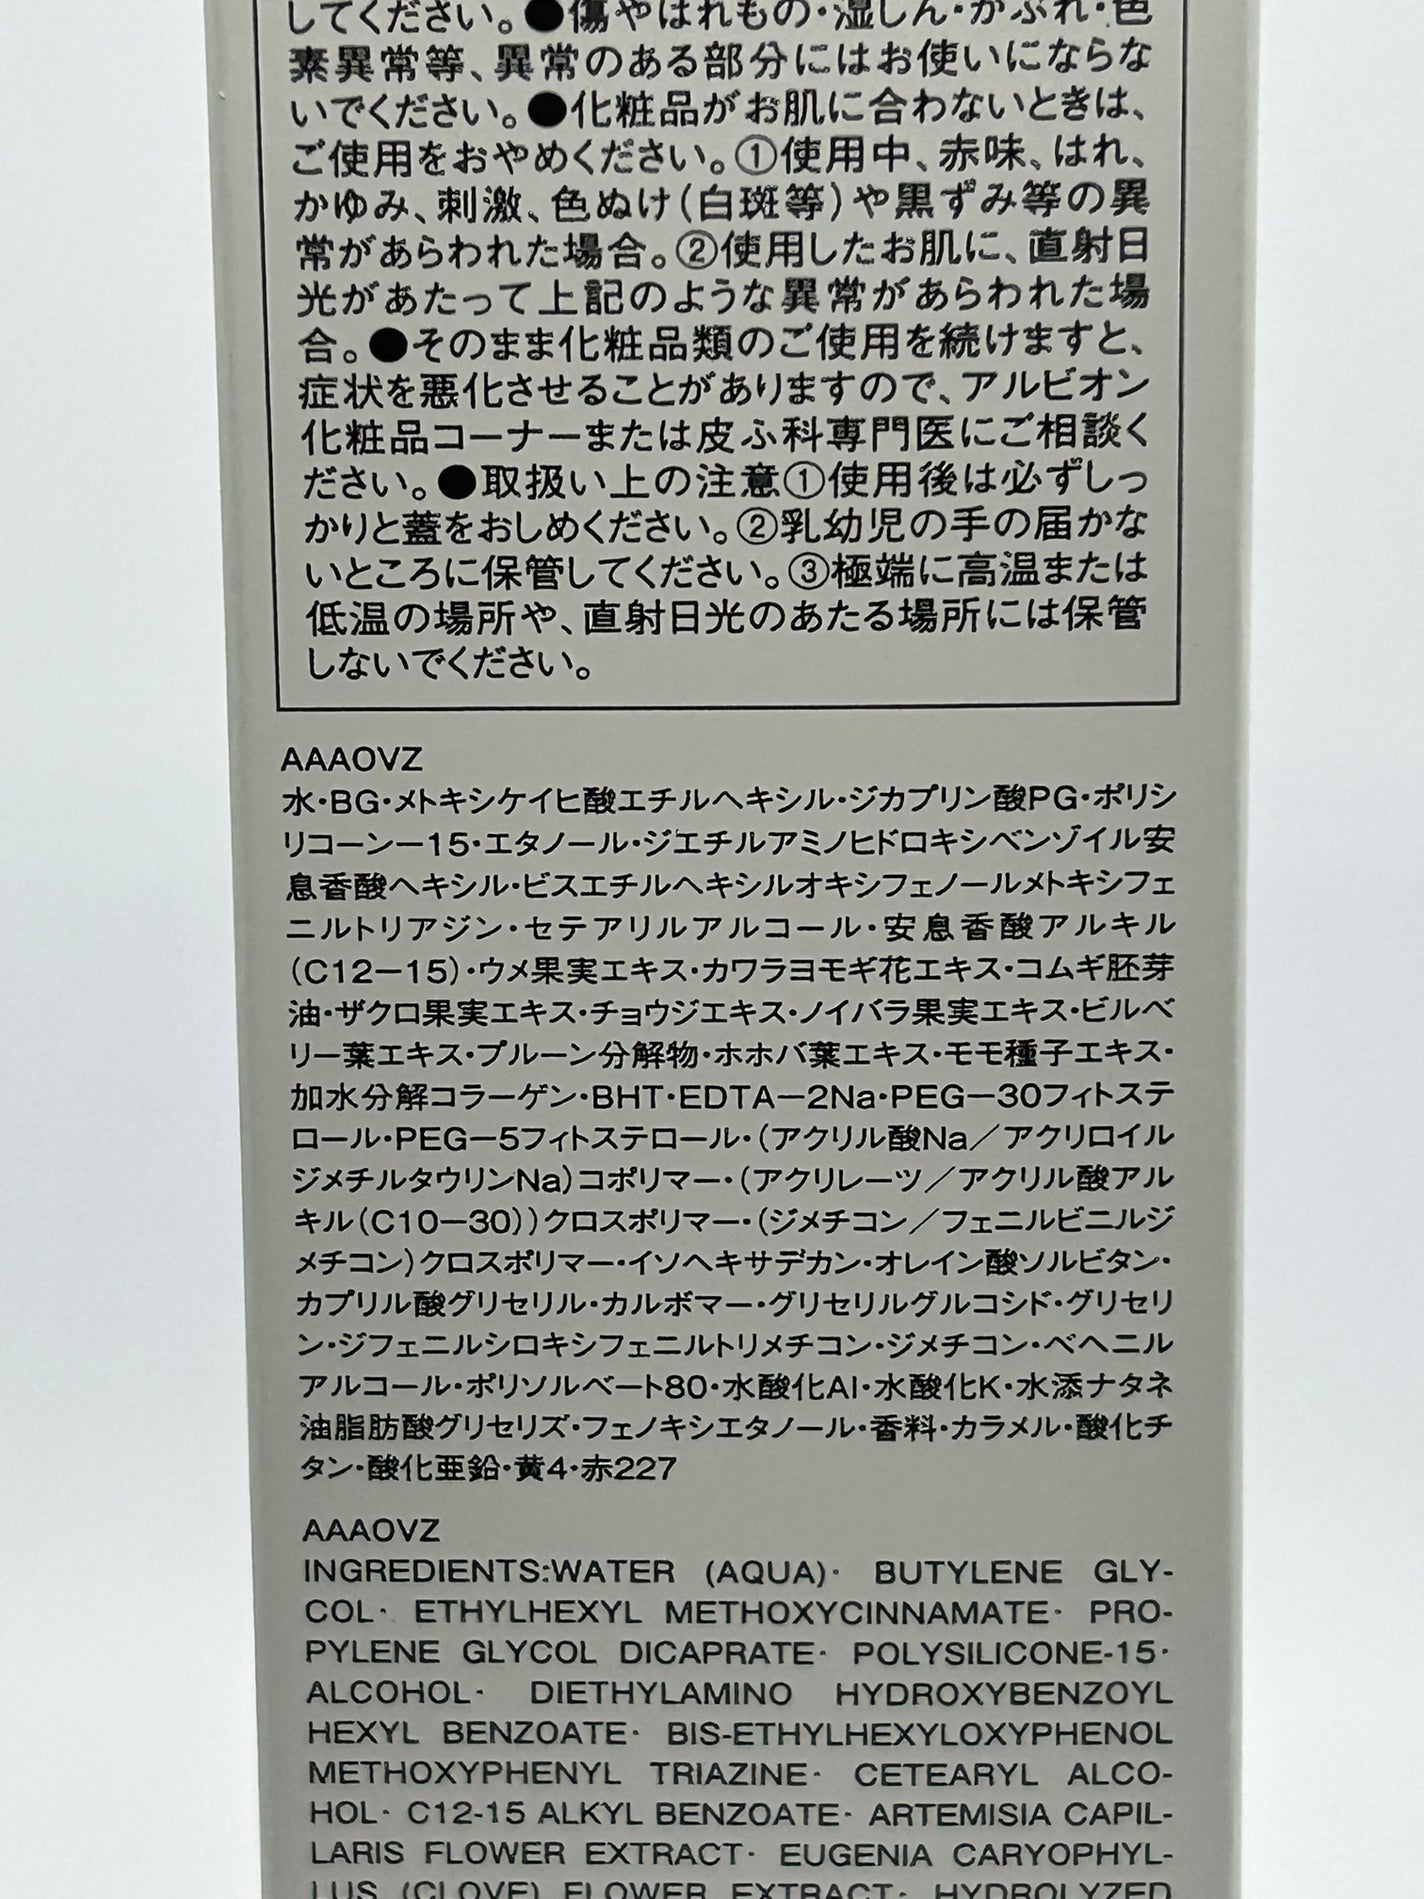 してください。●傷やはれもの・湿しん・かぶれ・色
素異常等、異常のある部分にはお使いにならな
いでください。●化粧品がお肌に合わないときは、
ご使用をおやめください。①使用中、赤味、はれ、
かゆみ、刺激、色ぬけ(白斑等)や黒ずみ等の異
常があらわれた場合。②使用したお肌に、直射日
光があたって上記のような異常があらわれた場
合。●そのまま化粧品類のご使用を続けますと、
症状を悪化させることがありますので、アルビオン
化粧品コーナーまたは皮ふ科専門医にご相談く
ださい。●取扱い上の注意①使用後は必ずしっ
かりと蓋をおしめください。②乳幼児の手の届かな
いところに保管してください。③極端に高温または
低温の場所や、直射日光のあたる場所には保管
しないでください。
AAAOVZ
水・BG・メトキシケイヒ酸エチルヘキシル・ジカプリン酸PG・ポリシ
リコーンー15・エタノール・ジエチルアミノヒドロキシベンゾイル安
息香酸ヘキシル・ビスエチルヘキシルオキシフェノールメトキシフェ
ニルトリアジン・セテアリルアルコール・安息香酸アルキル
(C12ー15)・ウメ果実エキス・カワラヨモギ花エキス・コムギ胚芽
油・ザクロ果実エキス・チョウジエキス・ノイバラ果実エキス・ビルベ
リー葉エキス・プルーン分解物・ホホバ葉エキス・モモ種子エキス・
加水分解コラーゲン・BHT・EDTAー2Na・PEGー30フィトステ
ロール・PEGー5フィトステロール・(アクリル酸Na／アクリロイル
ジメチルタウリンNa)コポリマー・(アクリレーツ／アクリル酸アル
キル(C10ー30))クロスポリマー・(ジメチコン／フェニルビニルジ
メチコン)クロスポリマー・イソヘキサデカン・オレイン酸ソルビタン・
カプリル酸グリセリル・カルボマー・グリセリルグルコシド・グリセリ
ン・ジフェニルシロキシフェニルトリメチコン・ジメチコン・ベヘニル
アルコール・ポリソルベート80・水酸化Al・水酸化K・水添ナタネ
油脂肪酸グリセリズ・フェノキシエタノール・香料・カラメル・酸化チ
タン・酸化亜鉛・黄4・赤227
AAAOVZ
INGREDIENTS:WATER (AQUA)· BUTYLENE GLY-
COL· ETHYLHEXYL METHOXYCINNAMATE· PRO-
PYLENE GLYCOL DICAPRATE· POLYSILICONE-15·
ALCOHOL· DIETHYLAMINO HYDROXYBENZOYL
HEXYL BENZOATE· BIS-ETHYLHEXYLOXYPHENOL
METHOXYPHENYL TRIAZINE· CETEARYL ALCO-
HOL· C12-15 ALKYL BENZOATE· ARTEMISIA CAPIL-
LARIS FLOWER EXTRACT· EUGENIA CARYOPHYL-
LUS (CLOVE) FLOWER EXTRACT· HYDROLYZED